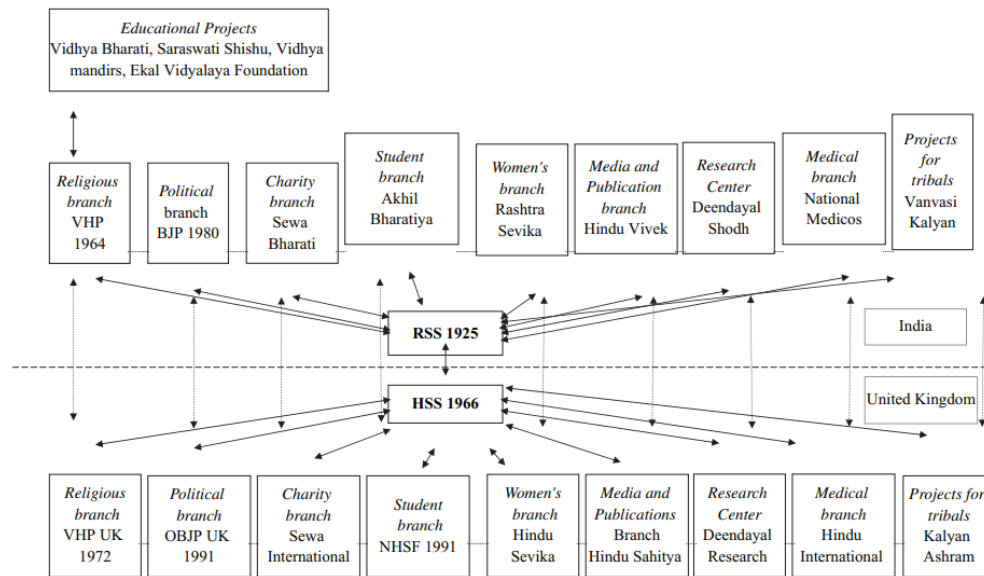 Educational Projects
Vidhya Bharati, Saraswati Shishu, Vidhya
mandirs, Ekal Vidyalaya Foundation
Religious
branch
VHP
1964
Political
branch
BJP 1980
Charity
branch
Sewa
Bharati
Student
branch
Akhil
Bharatiya
Women's
branch
Rashtra
Sevika
Media and
Publication
branch
Hindu Vivek
Research
Center
Deendayal
Shodh
Medical
branch
National
Medicos
Projects
for
tribals
Vanvasi
Kalyan
RSS 1925
India
HSS 1966
United Kingdom
Religious
branch
VHP UK
1972
Political
branch
OBJP UK
1991
Charity
branch
Sewa
International
Student
branch
NHSF 1991
Women's
branch
Hindu
Sevika
Media and
Publications
Branch
Hindu Sahitya
Research
Center
Deendayal
Research
Medical
branch
Hindu
International
Projects for
tribals
Kalyan
Ashram